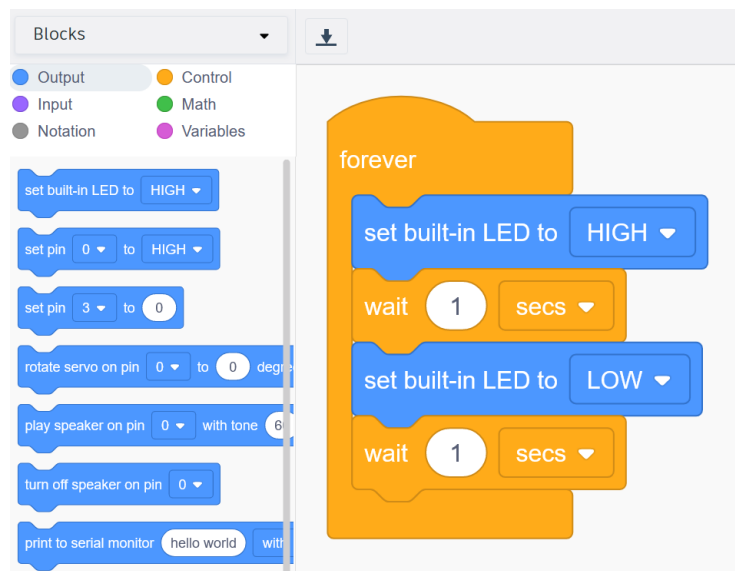 Blocks
Output
Control
Input
Math
Notation
Variables
set built-in LED to HIGH
set pin 0 to HIGH
set pin 3 to 0
rotate servo on pin 0 to 0
play speaker on pin 0 with tone
turn off speaker on pin 0
print to serial monitor hello world
forever
set built-in LED to HIGH
wait 1 secs
set built-in LED to LOW
wait 1 secs